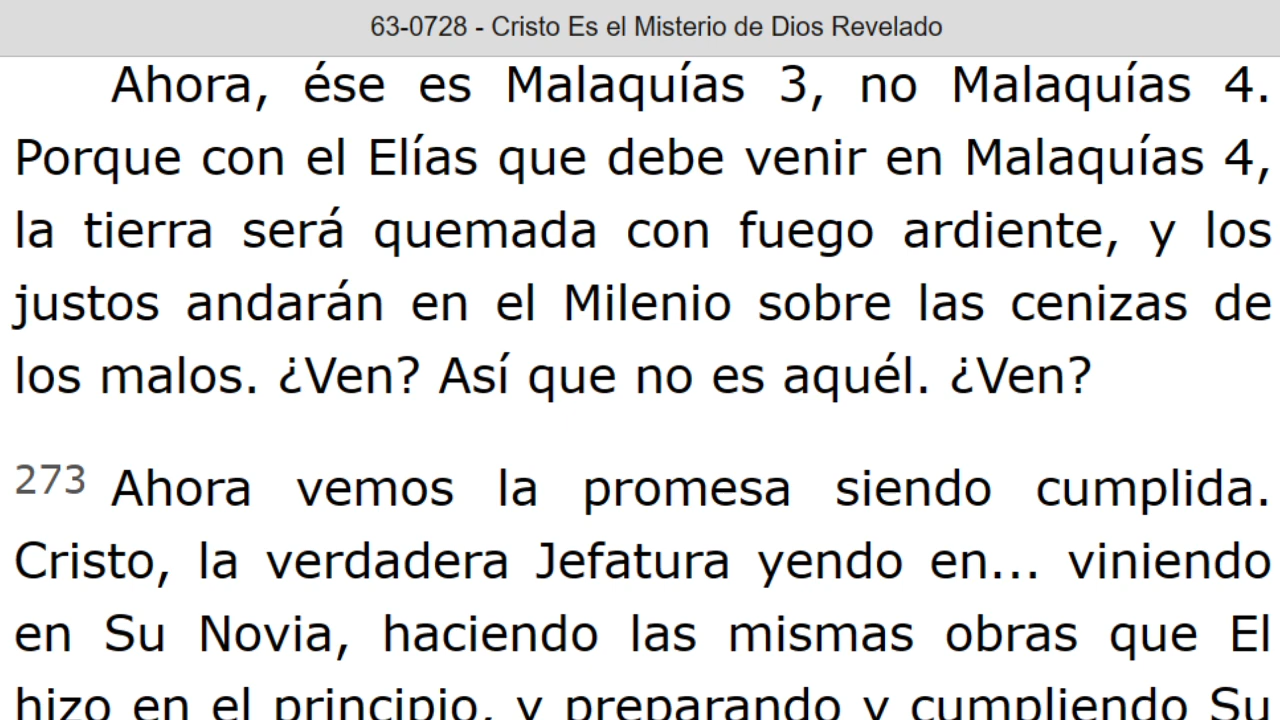 63-0728 - Cristo Es el Misterio de Dios Revelado
Ahora, ése es Malaquías 3, no Malaquías 4.
Porque con el Elías que debe venir en Malaquías 4,
la tierra será quemada con fuego ardiente, y los
justos andarán en el Milenio sobre las cenizas de
los malos. ¿Ven? Así que no es aquél. ¿Ven?
273 Ahora vemos la promesa siendo cumplida.
Cristo, la verdadera Jefatura yendo en... viniendo
en Su Novia, haciendo las mismas obras que El
hizo en el principio, y preparando y cumpliendo Su